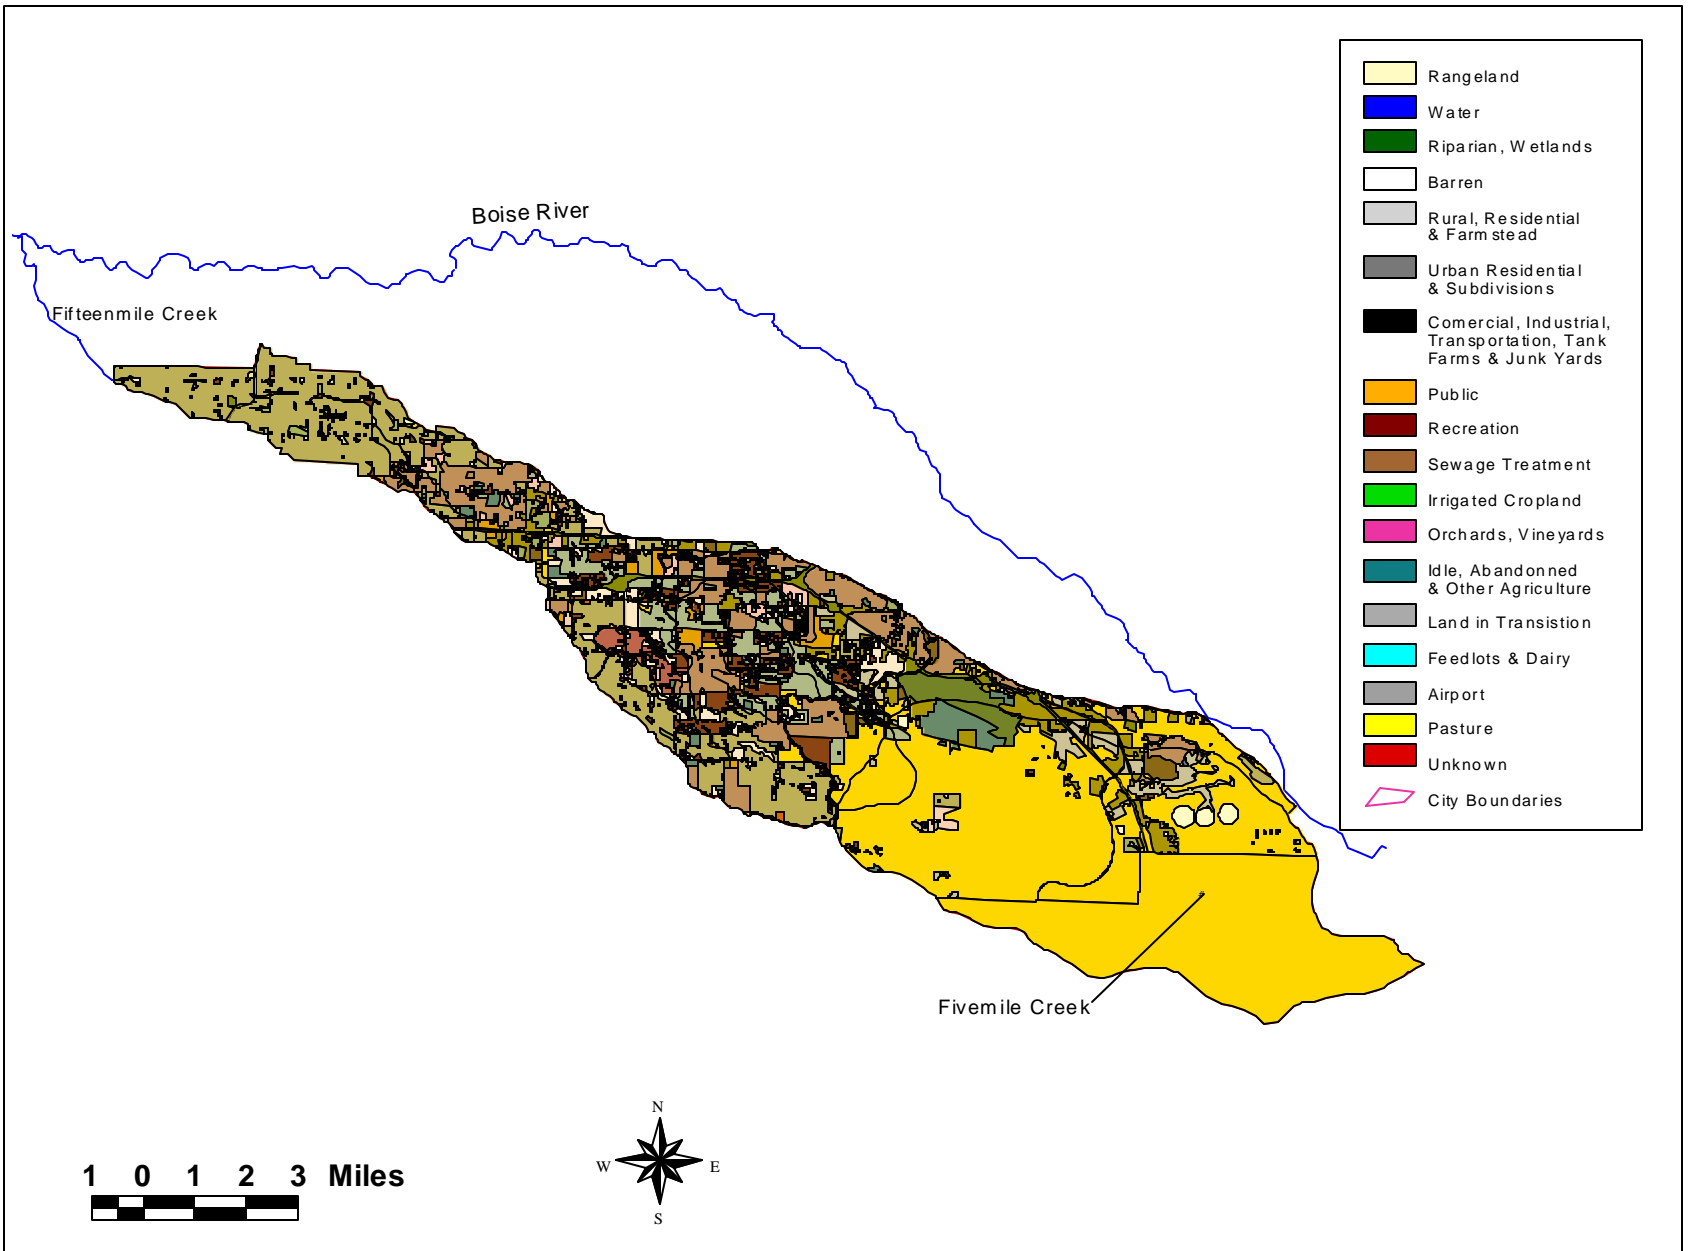 Rangeland
Water
Riparian, Wetlands
Barren
Rural, Residential
& Farmstead
Urban Residential
& Subdivisions
Comercial, Industrial,
Transportation, Tank
Farms & Junk Yards
Public
Recreation
Sewage Treatment
Irrigated Cropland
Orchards, Vineyards
Idle, Abandonned
& Other Agriculture
Land in Transistion
Feedlots & Dairy
Airport
Pasture
Unknown
City Boundaries
Boise River
Fifteenmile Creek
Fivemile Creek
N
W E
S
1 0 1 2 3 Miles